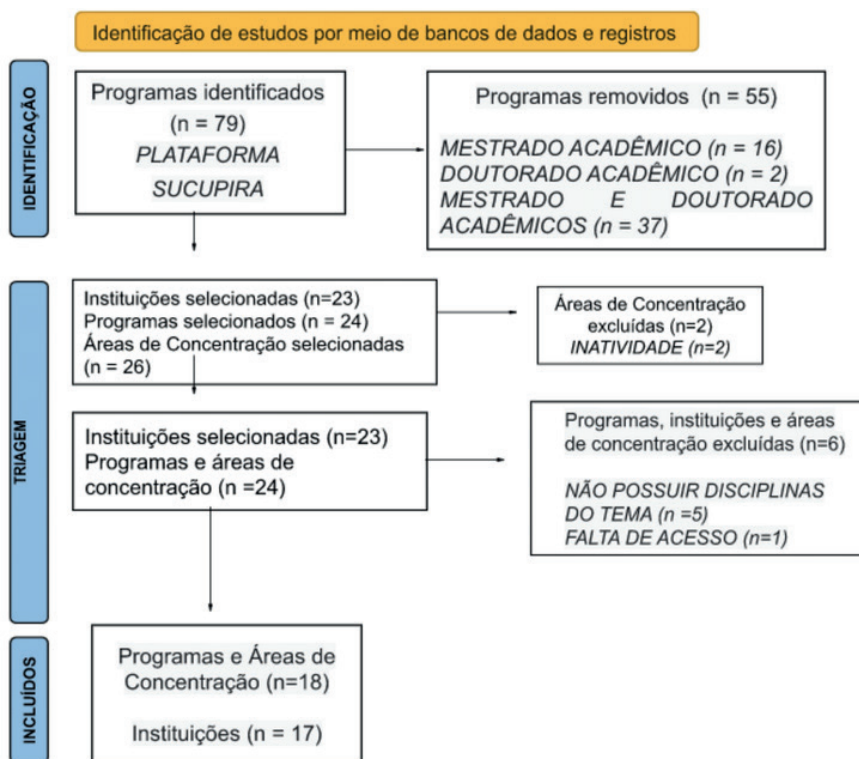 Identificação de estudos por meio de bancos de dados e registros
IDENTIFICAÇÃO
Programas identificados
(n = 79)
PLATAFORMA
SUCUPIRA
Programas removidos (n = 55)
MESTRADO ACADÊMICO (n = 16)
DOUTORADO ACADÊMICO (n = 2)
MESTRADO E DOUTORADO
ACADÊMICOS (n = 37)
TRIAGEM
Instituições selecionadas (n=23)
Programas selecionados (n = 24)
Áreas de Concentração selecionadas
(n = 26)
Áreas de Concentração
excluídas (n=2)
INATIVIDADE (n=2)
Instituições selecionadas (n=23)
Programas e áreas de
concentração (n =24)
Programas, instituições e áreas
de concentração excluídas (n=6)
NÃO POSSUIR DISCIPLINAS
DO TEMA (n =5)
FALTA DE ACESSO (n=1)
INCLUÍDOS
Programas e Áreas de
Concentração (n=18)
Instituições (n = 17)